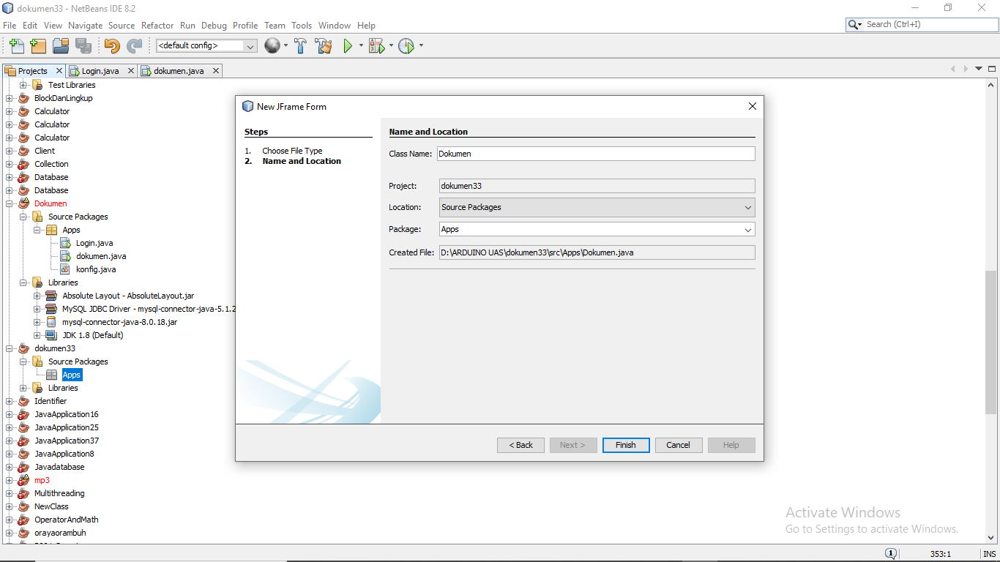 dokumen33 - NetBeans IDE 8.2
File Edit View Navigate Source Refactor Run Debug Profile Team Tools Window Help
Search (Ctrl+I)
<default config>
Projects
Login.java
dokumen.java
Test Libraries
BlockDanLingkup
Calculator
Calculator
Calculator
Client
Collection
Database
Database
Dokumen
Source Packages
Apps
Login.java
dokumen.java
konfig.java
Libraries
Absolute Layout - AbsoluteLayout.jar
MySQL JDBC Driver - mysql-connector-java-5.1.2
mysql-connector-java-8.0.18.jar
JDK 1.8 (Default)
dokumen33
Source Packages
Apps
Libraries
Identifier
JavaApplication16
JavaApplication25
JavaApplication37
JavaApplication8
Javadatabase
mp3
Multithreading
NewClass
OperatorAndMath
orayaorambuh
New JFrame Form
Steps
1. Choose File Type
2. Name and Location
Name and Location
Class Name: Dokumen
Project: dokumen33
Location: Source Packages
Package: Apps
Created File: D:\ARDUINO UAS\dokumen33\src\Apps\Dokumen.java
< Back
Next >
Finish
Cancel
Help
Activate Windows
Go to Settings to activate Windows.
1
353:1
INS